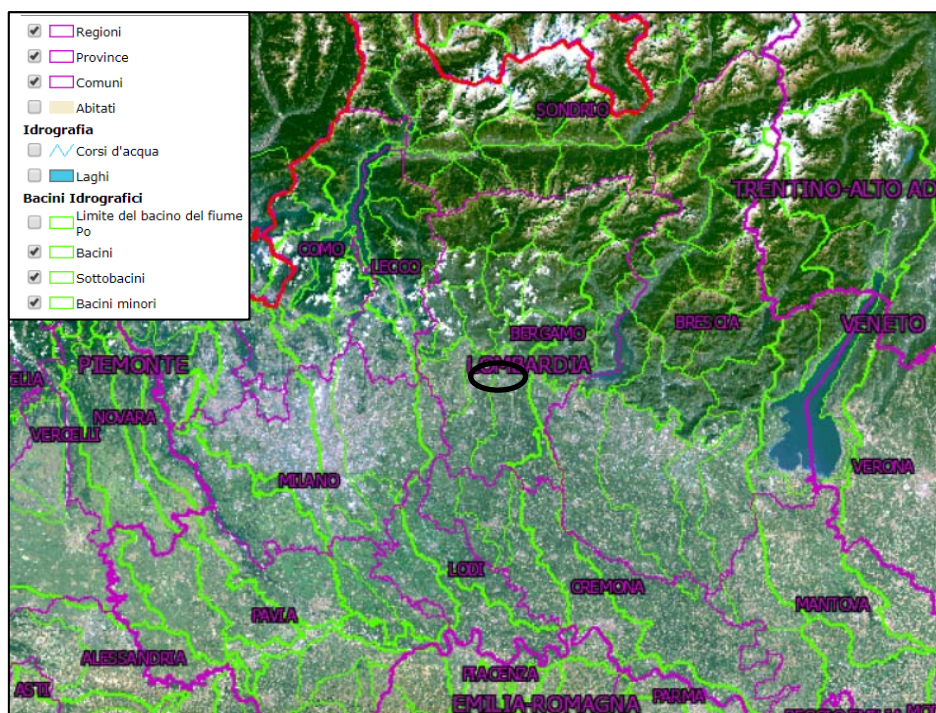 Regioni
Province
Comuni
Abitati
Idrografia
Corsi d'acqua
Laghi
Bacini Idrografici
Limite del bacino del fiume
Po
Bacini
Sottobacini
Bacini minori
SONDRIO
TRENTINO-ALTO AD
COMO
LECCO
BERGAMO
BRESCIA
VENETO
PIEMONTE
LOMBARDIA
ELIA
NOVARA
VERCELLI
VERONA
MILANO
LODI
CREMONA
MANTOVA
PAVIA
ALESSANDRIA
PIACENZA
ASTI
PARMA
EMILIA-ROMAGNA